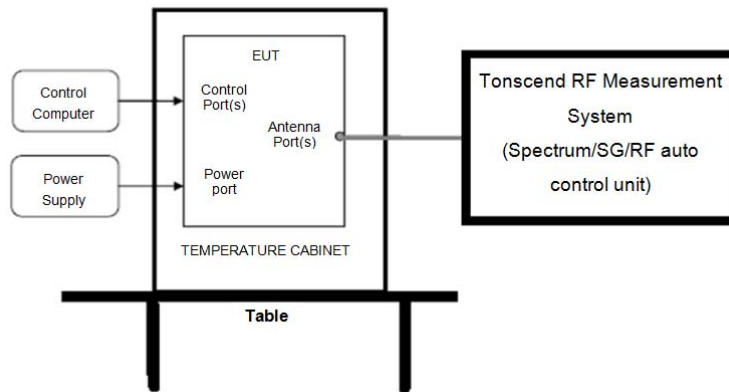 EUT
Control
Computer
Control
Port(s)
Antenna
Port(s)
Power
Supply
Power
port
TEMPERATURE CABINET
Table
Tonscend RF Measurement
System
(Spectrum/SG/RF auto
control unit)